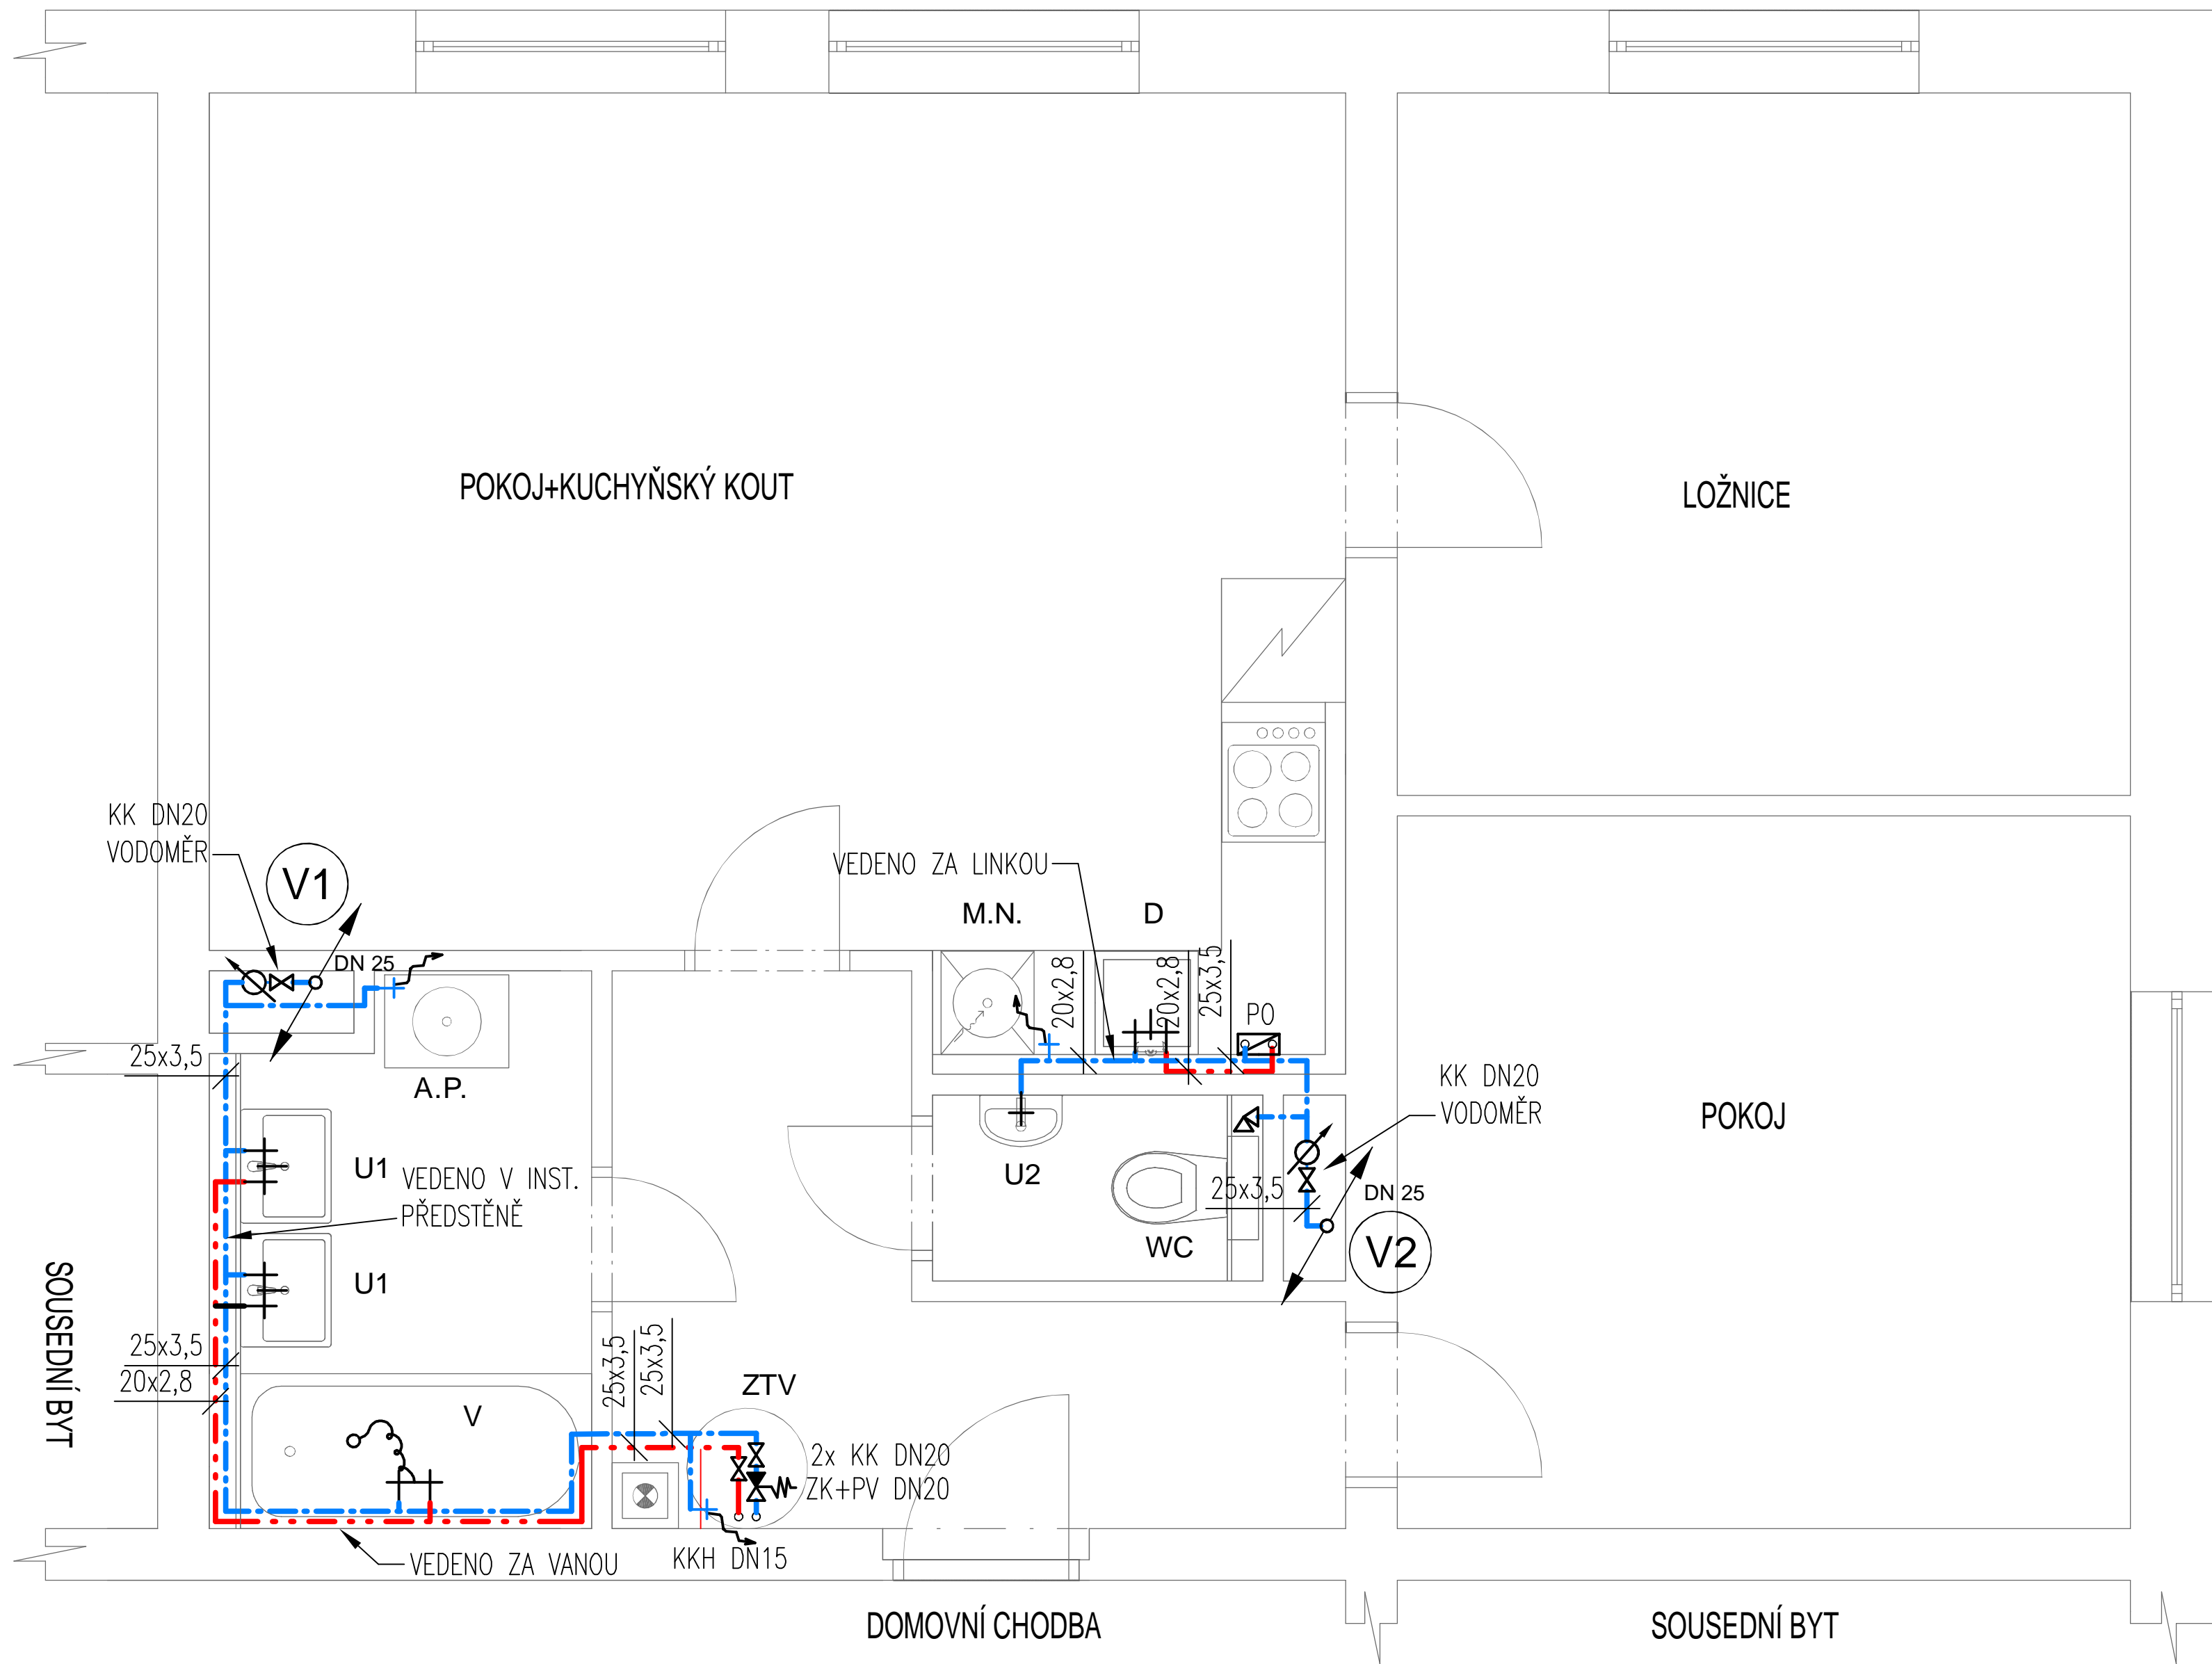 POKOJ+KUCHYŇSKÝ KOUT
LOŽNICE
KK DN20
VODOMĚR
V1
VEDENO ZA LINKOU
M.N.
D
DN 25
20x2,8
20x2,8
25x3,5
PO
25x3,5
A.P.
KK DN20
VODOMĚR
POKOJ
U1
VEDENO V INST.
PŘEDSTĚNĚ
U2
25x3,5
DN 25
WC
V2
U1
SOUSEDNÍ BYT
25x3,5
20x2,8
25x3,5
25x3,5
ZTV
V
2x KK DN20
ZK+PV DN20
VEDENO ZA VANOU
KKH DN15
DOMOVNÍ CHODBA
SOUSEDNÍ BYT